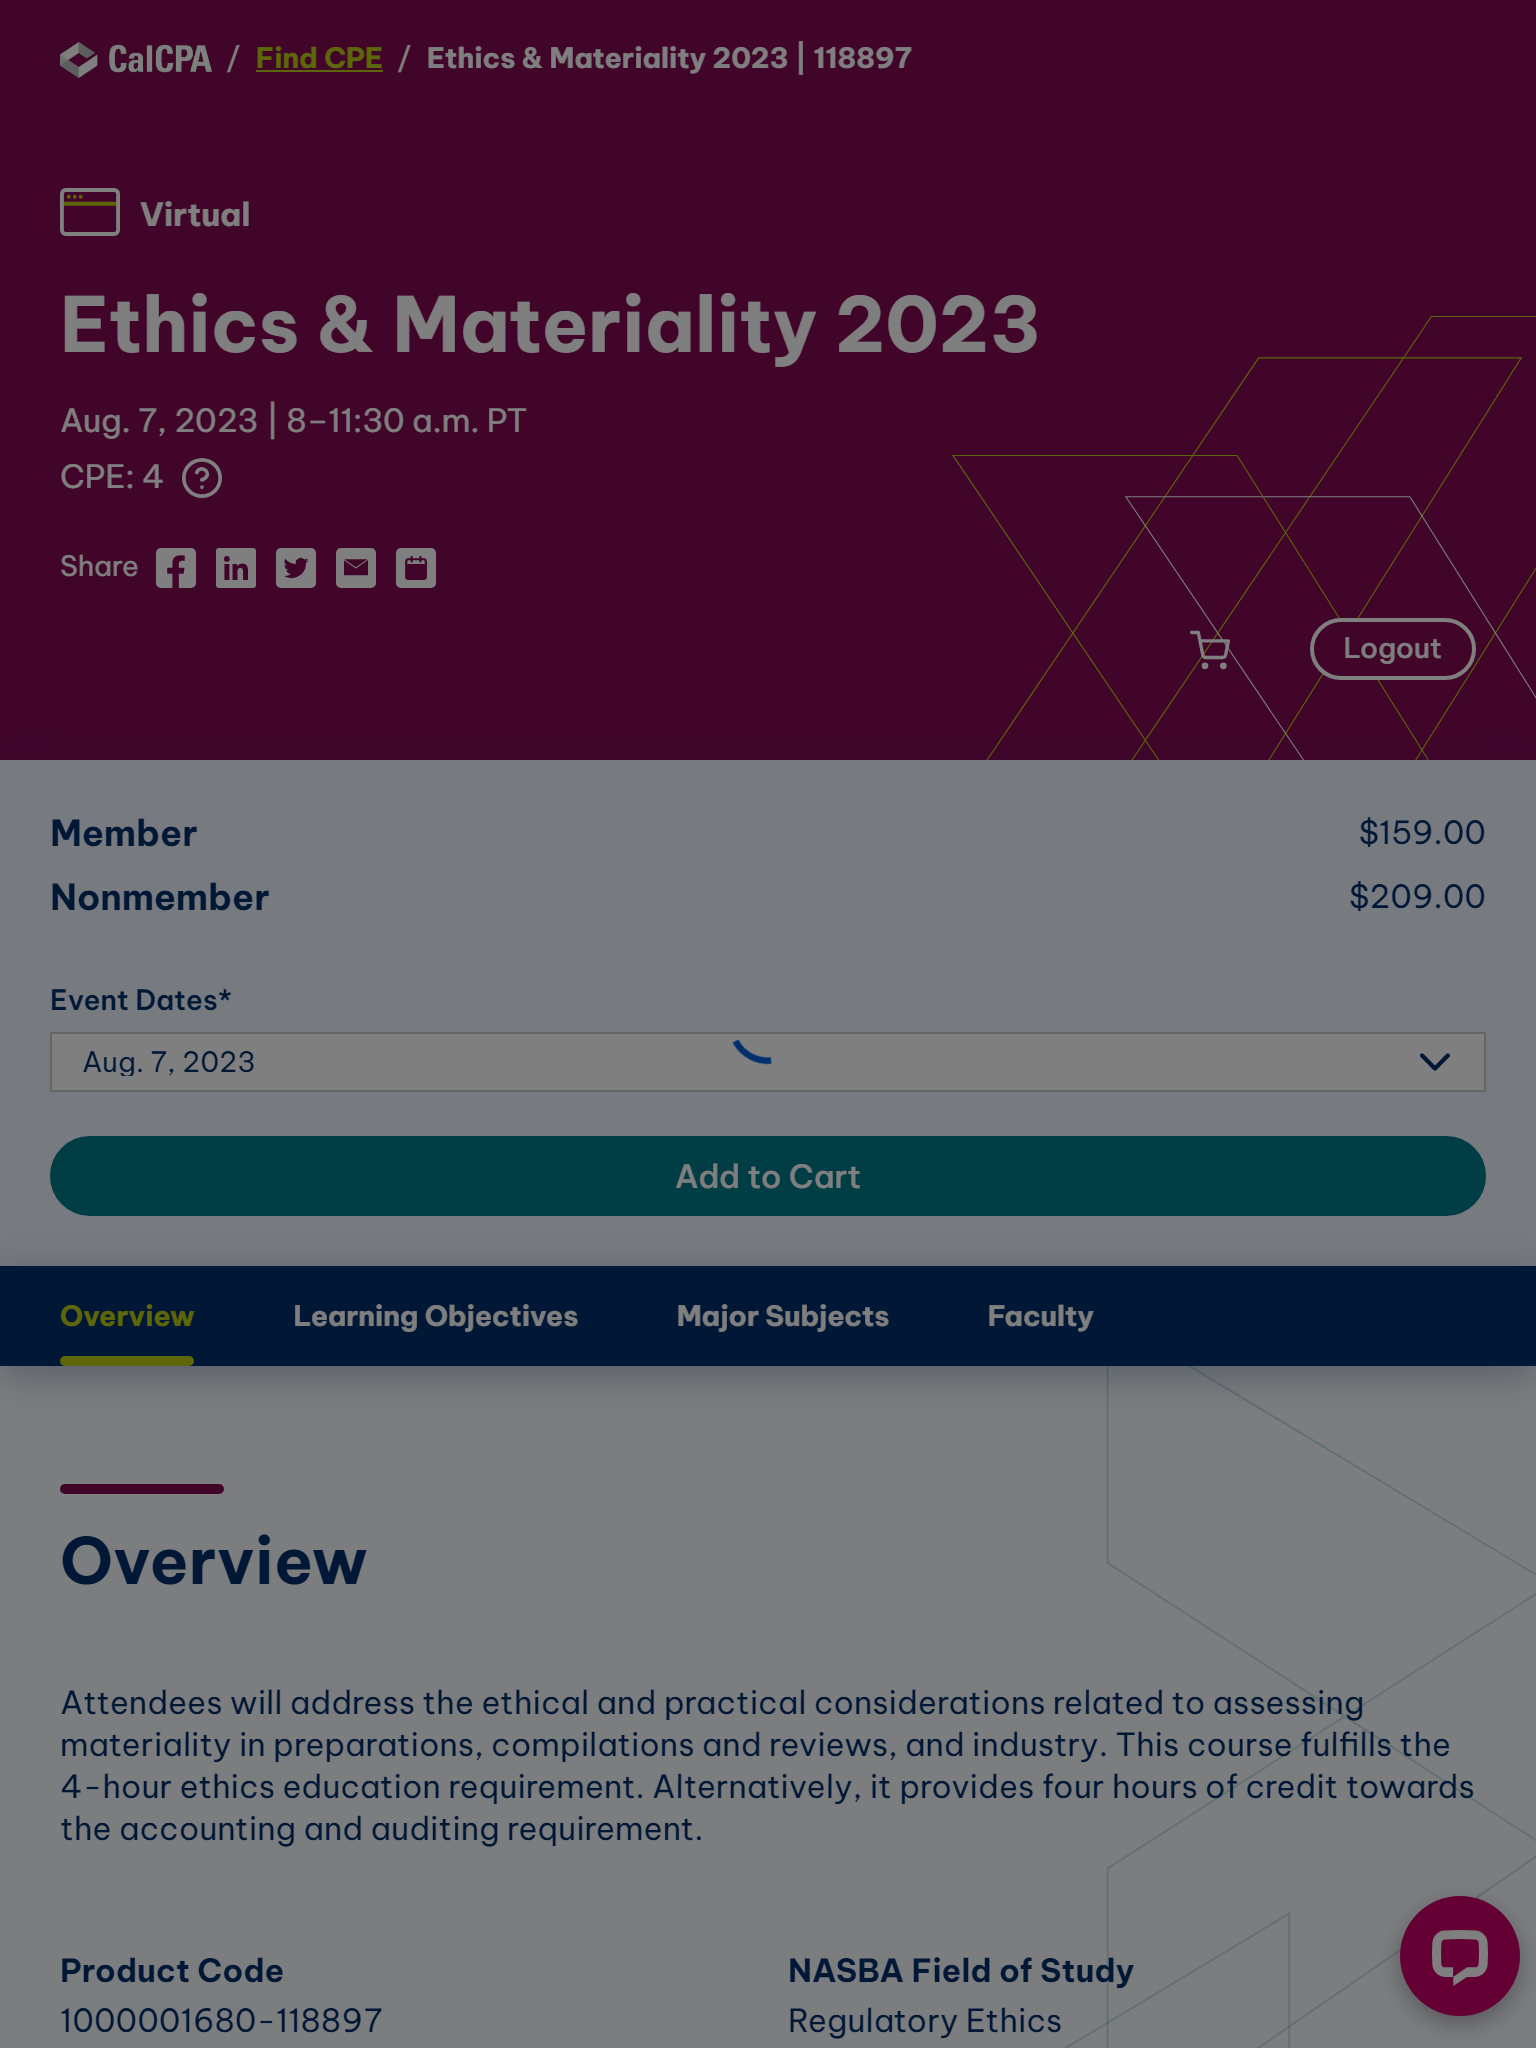 CalCPA / Find CPE / Ethics & Materiality 2023 | 118897
Virtual
Ethics & Materiality 2023
Aug. 7, 2023 | 8–11:30 a.m. PT
CPE: 4 ?
Share
Logout
Member $159.00
Nonmember $209.00
Event Dates*
Aug. 7, 2023
Add to Cart
Overview Learning Objectives Major Subjects Faculty
Overview
Attendees will address the ethical and practical considerations related to assessing
materiality in preparations, compilations and reviews, and industry. This course fulfills the
4-hour ethics education requirement. Alternatively, it provides four hours of credit towards
the accounting and auditing requirement.
Product Code NASBA Field of Study
1000001680-118897 Regulatory Ethics